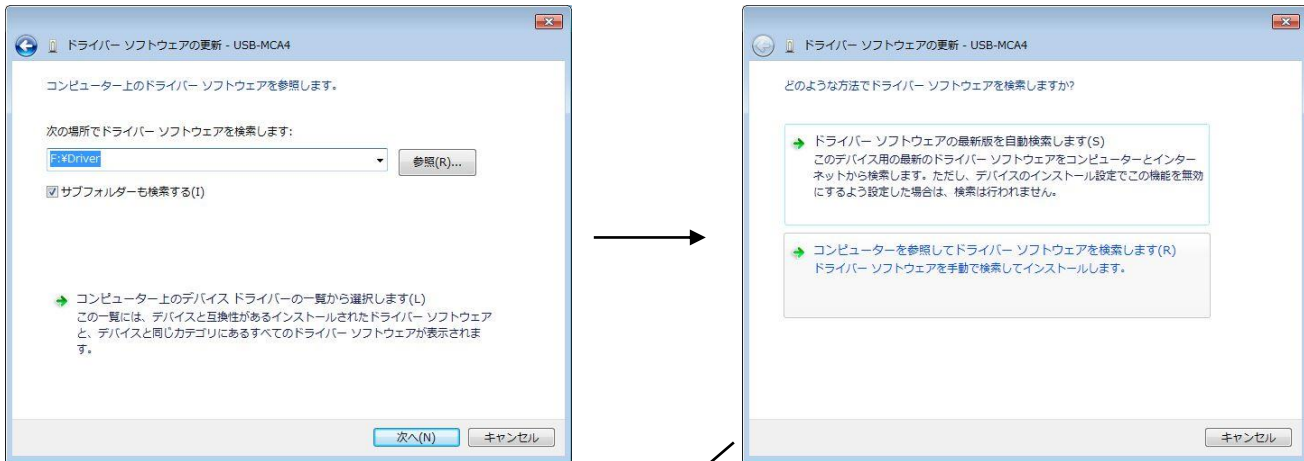 ドライバー ソフトウェアの更新 - USB-MCA4
コンピューター上のドライバー ソフトウェアを参照します。
次の場所でドライバー ソフトウェアを検索します:
F:¥Driver
参照(R)...
サブフォルダーも検索する(I)
コンピューター上のデバイス ドライバーの一覧から選択します(L)
この一覧には、デバイスと互換性があるインストールされたドライバー ソフトウェア
と、デバイスと同じカテゴリにあるすべてのドライバー ソフトウェアが表示されま
す。
次へ(N)
キャンセル
ドライバー ソフトウェアの更新 - USB-MCA4
どのような方法でドライバー ソフトウェアを検索しますか?
ドライバー ソフトウェアの最新版を自動検索します(S)
このデバイス用の最新のドライバー ソフトウェアをコンピューターとインター
ネットから検索します。ただし、デバイスのインストール設定でこの機能を無効
にするよう設定した場合は、検索は行われません。
コンピューターを参照してドライバー ソフトウェアを検索します(R)
ドライバー ソフトウェアを手動で検索してインストールします。
キャンセル